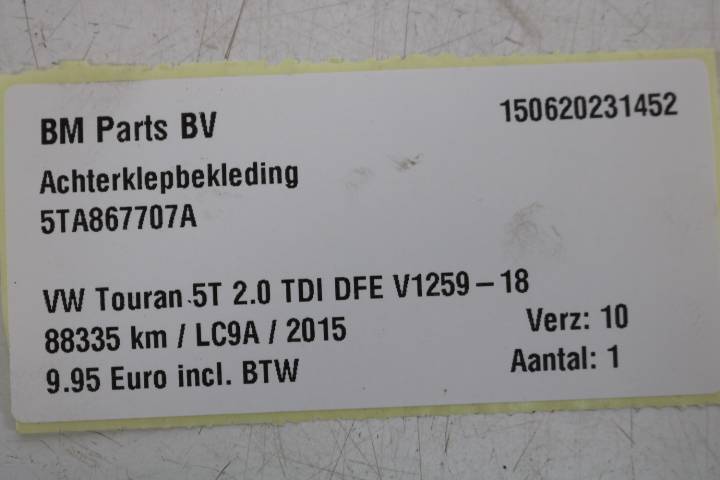 BM Parts BV 150620231452
Achterklepbekleding
5TA867707A
VW Touran 5T 2.0 TDI DFE V1259-18
88335 km / LC9A / 2015 Verz: 10
9.95 Euro incl. BTW Aantal: 1